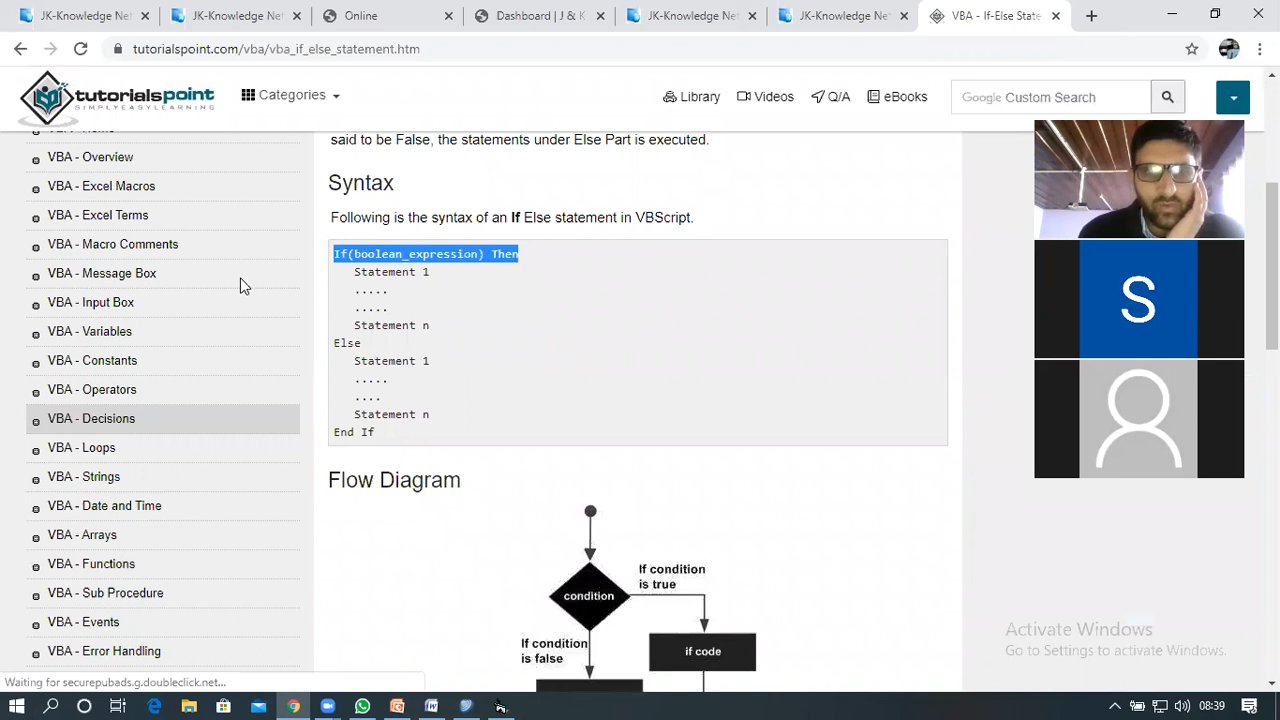 JK-Knowledge Net
JK-Knowledge Net
Online
Dashboard | J & K
JK-Knowledge Net
JK-Knowledge Net
VBA - If-Else State
tutorialspoint.com/vba/vba_if_else_statement.htm
tutorialspoint
SIMPLYEASYLEARNING
Categories
Library
Videos
Q/A
eBooks
Google Custom Search
VBA - Overview
VBA - Excel Macros
VBA - Excel Terms
VBA - Macro Comments
VBA - Message Box
VBA - Input Box
VBA - Variables
VBA - Constants
VBA - Operators
VBA - Decisions
VBA - Loops
VBA - Strings
VBA - Date and Time
VBA - Arrays
VBA - Functions
VBA - Sub Procedure
VBA - Events
VBA - Error Handling
said to be False, the statements under Else Part is executed.
Syntax
Following is the syntax of an If Else statement in VBScript.
If(boolean_expression) Then
Statement 1
.....
.....
Statement n
Else
Statement 1
.....
....
Statement n
End If
Flow Diagram
condition
If condition
is true
If condition
is false
if code
S
Activate Windows
Go to Settings to activate Windows.
Waiting for securepubads.g.doubleclick.net...
08:39